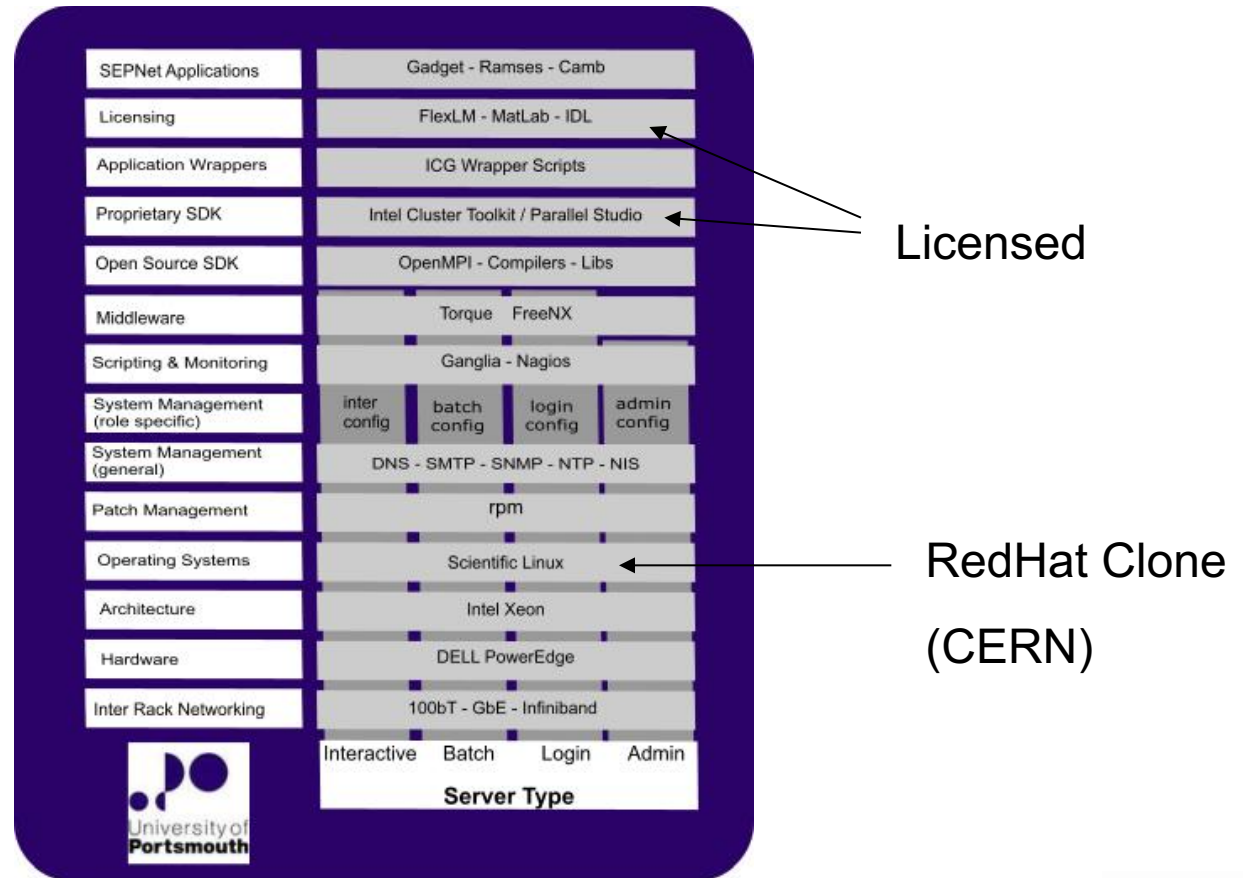 SEPNet Applications
Gadget - Ramses - Camb
Licensing
FlexLM - MatLab - IDL
Application Wrappers
ICG Wrapper Scripts
Proprietary SDK
Intel Cluster Toolkit / Parallel Studio
Licensed
Open Source SDK
OpenMPI - Compilers - Libs
Middleware
Torque FreeNX
Scripting & Monitoring
Ganglia - Nagios
System Management
(role specific)
inter
config
batch
config
login
config
admin
config
System Management
(general)
DNS - SMTP - SNMP - NTP - NIS
Patch Management
rpm
Operating Systems
Scientific Linux
RedHat Clone
(CERN)
Architecture
Intel Xeon
Hardware
DELL PowerEdge
Inter Rack Networking
100bT - GbE - Infiniband
Interactive Batch Login Admin
Server Type
University of
Portsmouth